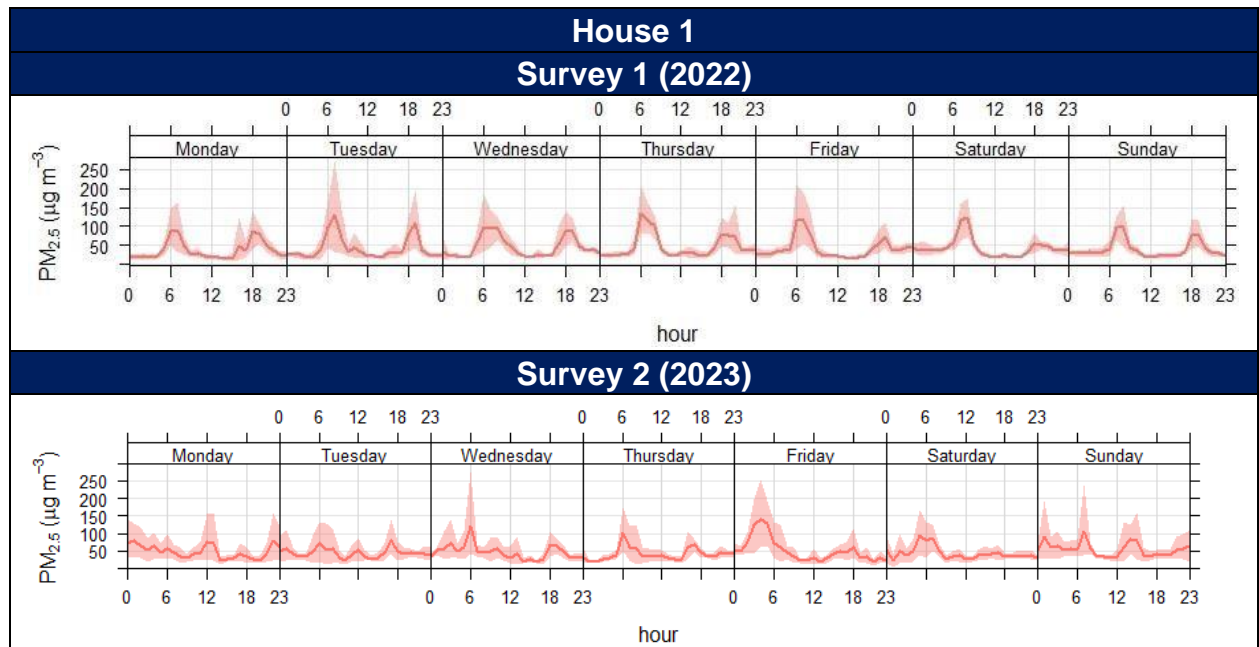 House 1
Survey 1 (2022)
0 6 12 18 23 0 6 12 18 23 0 6 12 18 23
Monday Tuesday Wednesday Thursday Friday Saturday Sunday
PM2.5 (µg m−3)
250
200
150
100
50
0 6 12 18 23 0 6 12 18 23 0 6 12 18 23 0 6 12 18 23
hour
Survey 2 (2023)
0 6 12 18 23 0 6 12 18 23 0 6 12 18 23
Monday Tuesday Wednesday Thursday Friday Saturday Sunday
PM2.5 (µg m−3)
250
200
150
100
50
0 6 12 18 23 0 6 12 18 23 0 6 12 18 23 0 6 12 18 23
hour